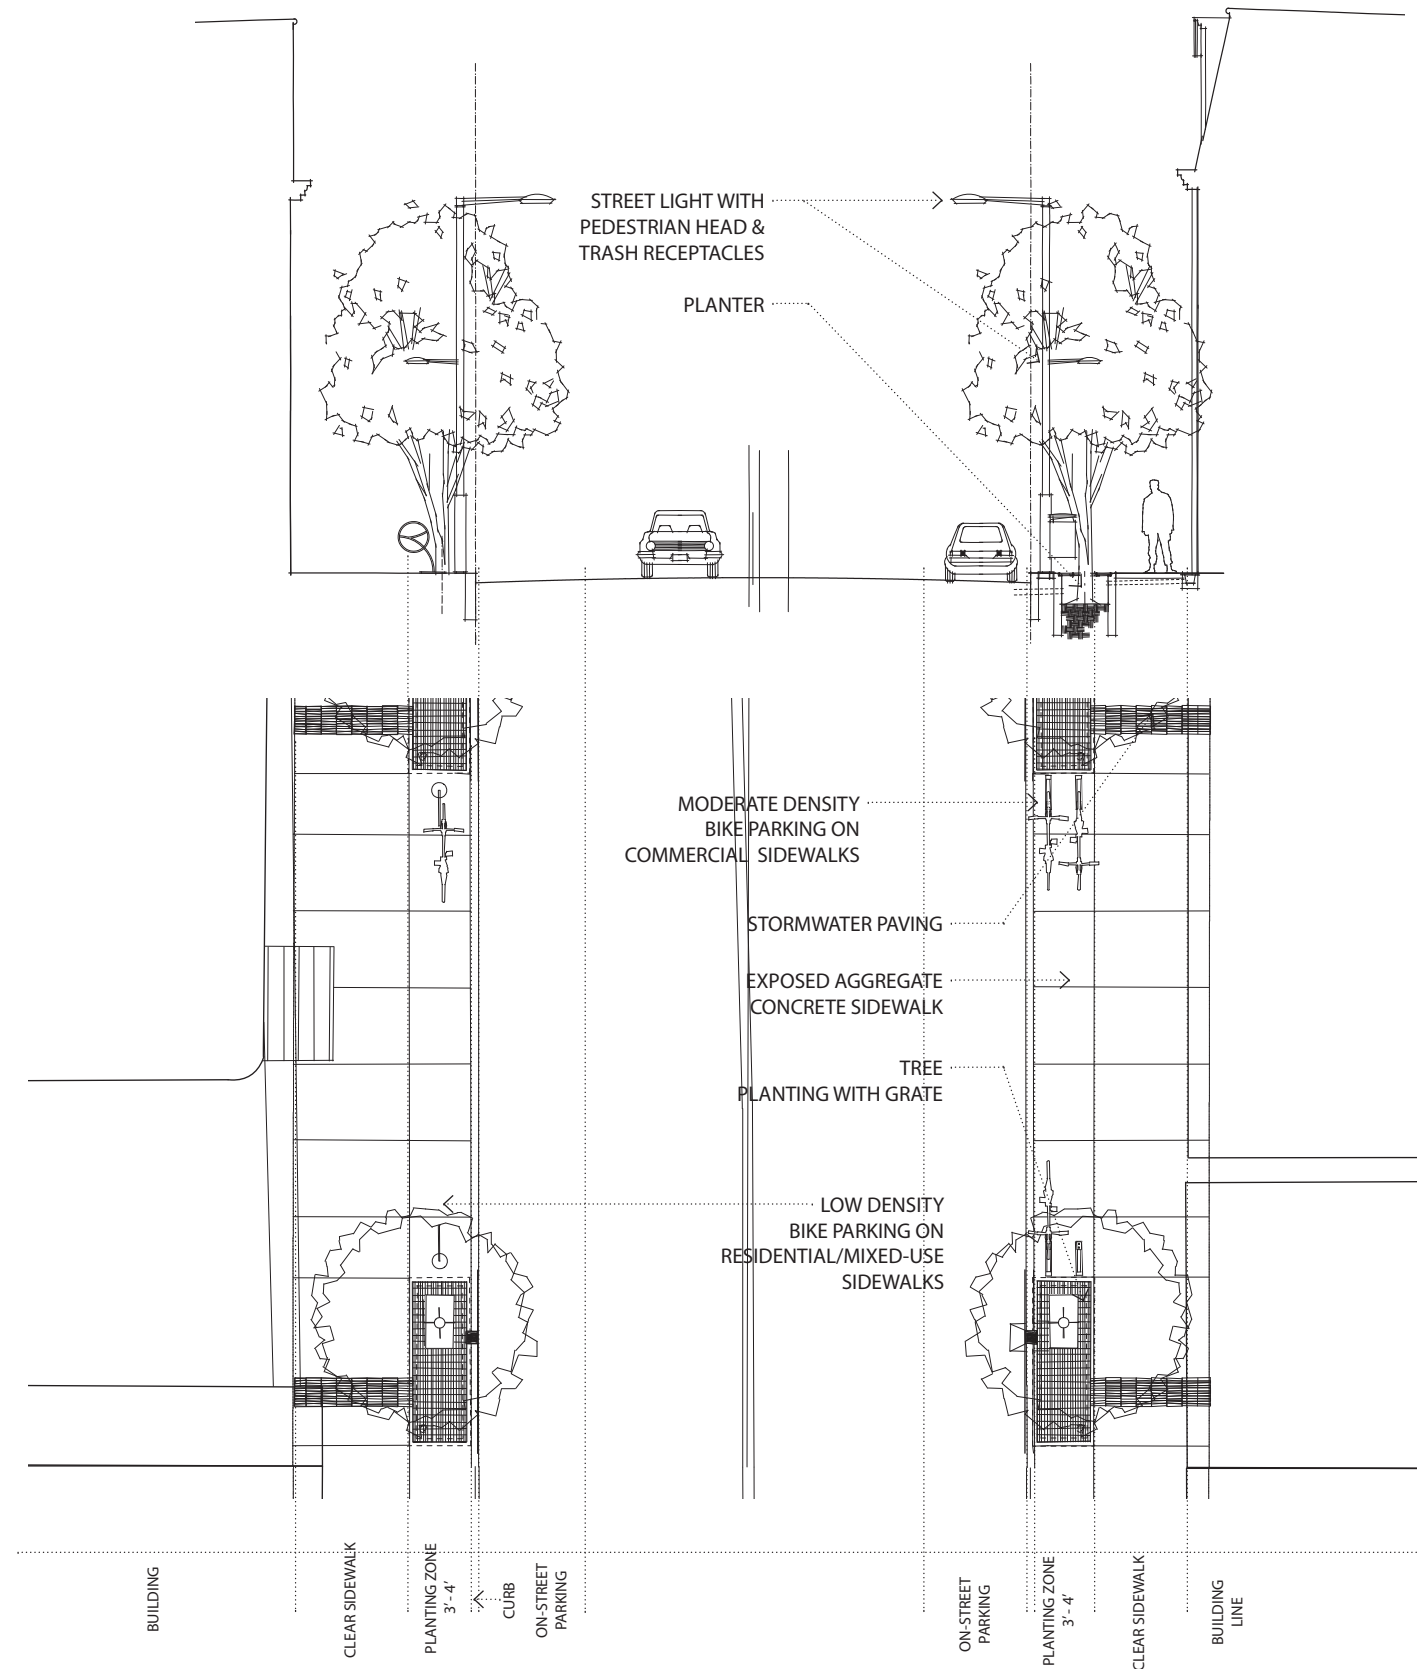 STREET LIGHT WITH
PEDESTRIAN HEAD &
TRASH RECEPTACLES
PLANTER
MODERATE DENSITY
BIKE PARKING ON
COMMERCIAL SIDEWALKS
STORMWATER PAVING
EXPOSED AGGREGATE
CONCRETE SIDEWALK
TREE
PLANTING WITH GRATE
LOW DENSITY
BIKE PARKING ON
RESIDENTIAL/MIXED-USE
SIDEWALKS
BUILDING
CLEAR SIDEWALK
PLANTING ZONE
3' - 4'
CURB
ON-STREET
PARKING
ON-STREET
PARKING
PLANTING ZONE
3' - 4'
CLEAR SIDEWALK
BUILDING
LINE